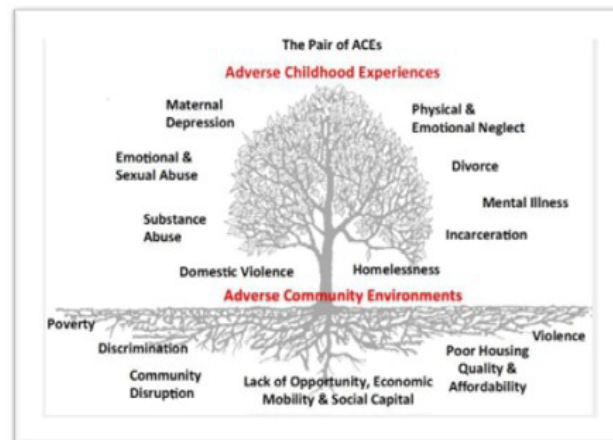 The Pair of ACEs
Adverse Childhood Experiences
Maternal
Depression
Physical &
Emotional Neglect
Emotional &
Sexual Abuse
Divorce
Mental Illness
Substance
Abuse
Incarceration
Domestic Violence
Homelessness
Adverse Community Environments
Poverty
Violence
Discrimination
Poor Housing
Quality &
Affordability
Community
Disruption
Lack of Opportunity, Economic
Mobility & Social Capital